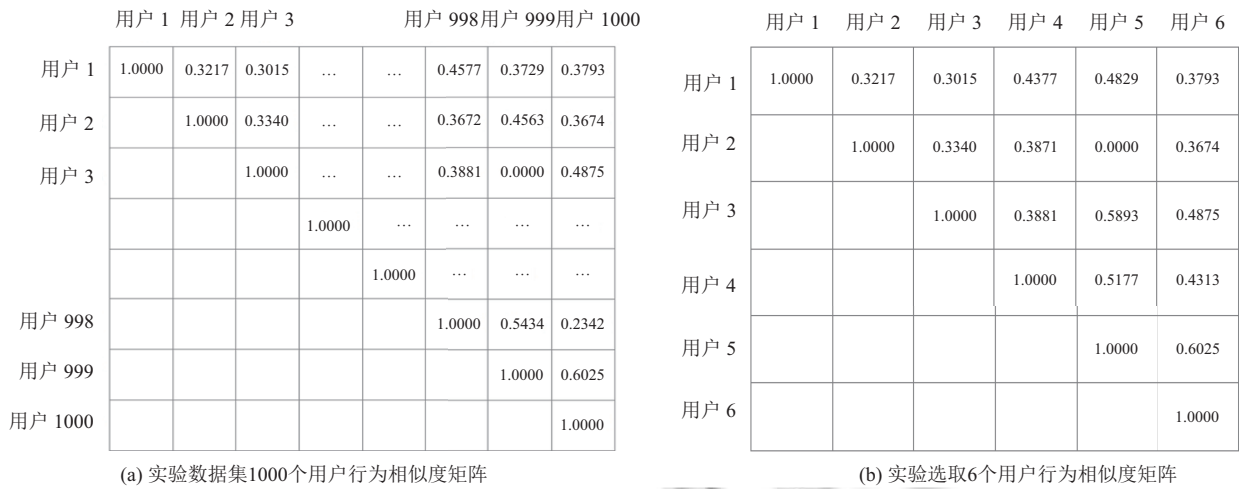 用户 1 用户 2 用户 3 用户 998 用户 999 用户 1000
用户 1 1.0000 0.3217 0.3015 … … 0.4577 0.3729 0.3793
用户 2 1.0000 0.3340 … … 0.3672 0.4563 0.3674
用户 3 1.0000 … … 0.3881 0.0000 0.4875
1.0000 … … … …
1.0000 … … …
用户 998 1.0000 0.5434 0.2342
用户 999 1.0000 0.6025
用户 1000 1.0000
(a) 实验数据集1000个用户行为相似度矩阵
用户 1 用户 2 用户 3 用户 4 用户 5 用户 6
用户 1 1.0000 0.3217 0.3015 0.4377 0.4829 0.3793
用户 2 1.0000 0.3340 0.3871 0.0000 0.3674
用户 3 1.0000 0.3881 0.5893 0.4875
用户 4 1.0000 0.5177 0.4313
用户 5 1.0000 0.6025
用户 6 1.0000
(b) 实验选取6个用户行为相似度矩阵